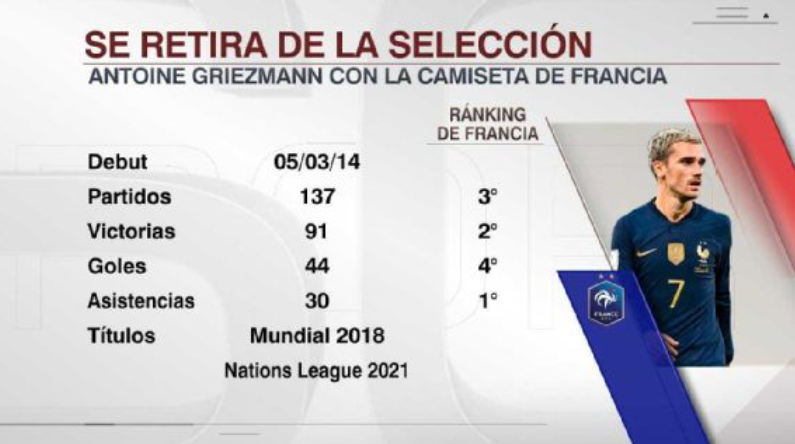 SE RETIRA DE LA SELECCIÓN
ANTOINE GRIEZMANN CON LA CAMISETA DE FRANCIA
RÁNKING
DE FRANCIA
Debut 05/03/14
Partidos 137 3°
Victorias 91 2°
Goles 44 4°
Asistencias 30 1°
Títulos Mundial 2018
Nations League 2021
7
FRANCE